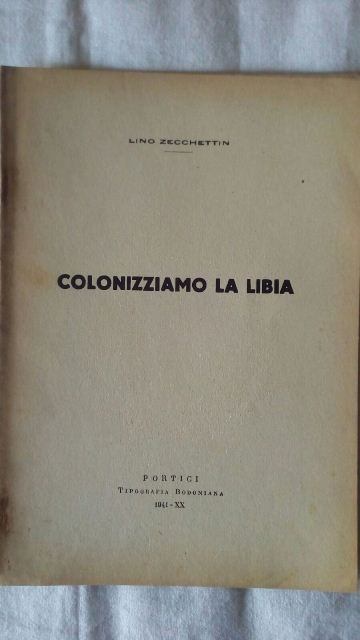 LINO ZECCHETTIN
COLONIZZIAMO LA LIBIA
PORTICI
TIPOGRAFIA BODONIANA
1941-XX